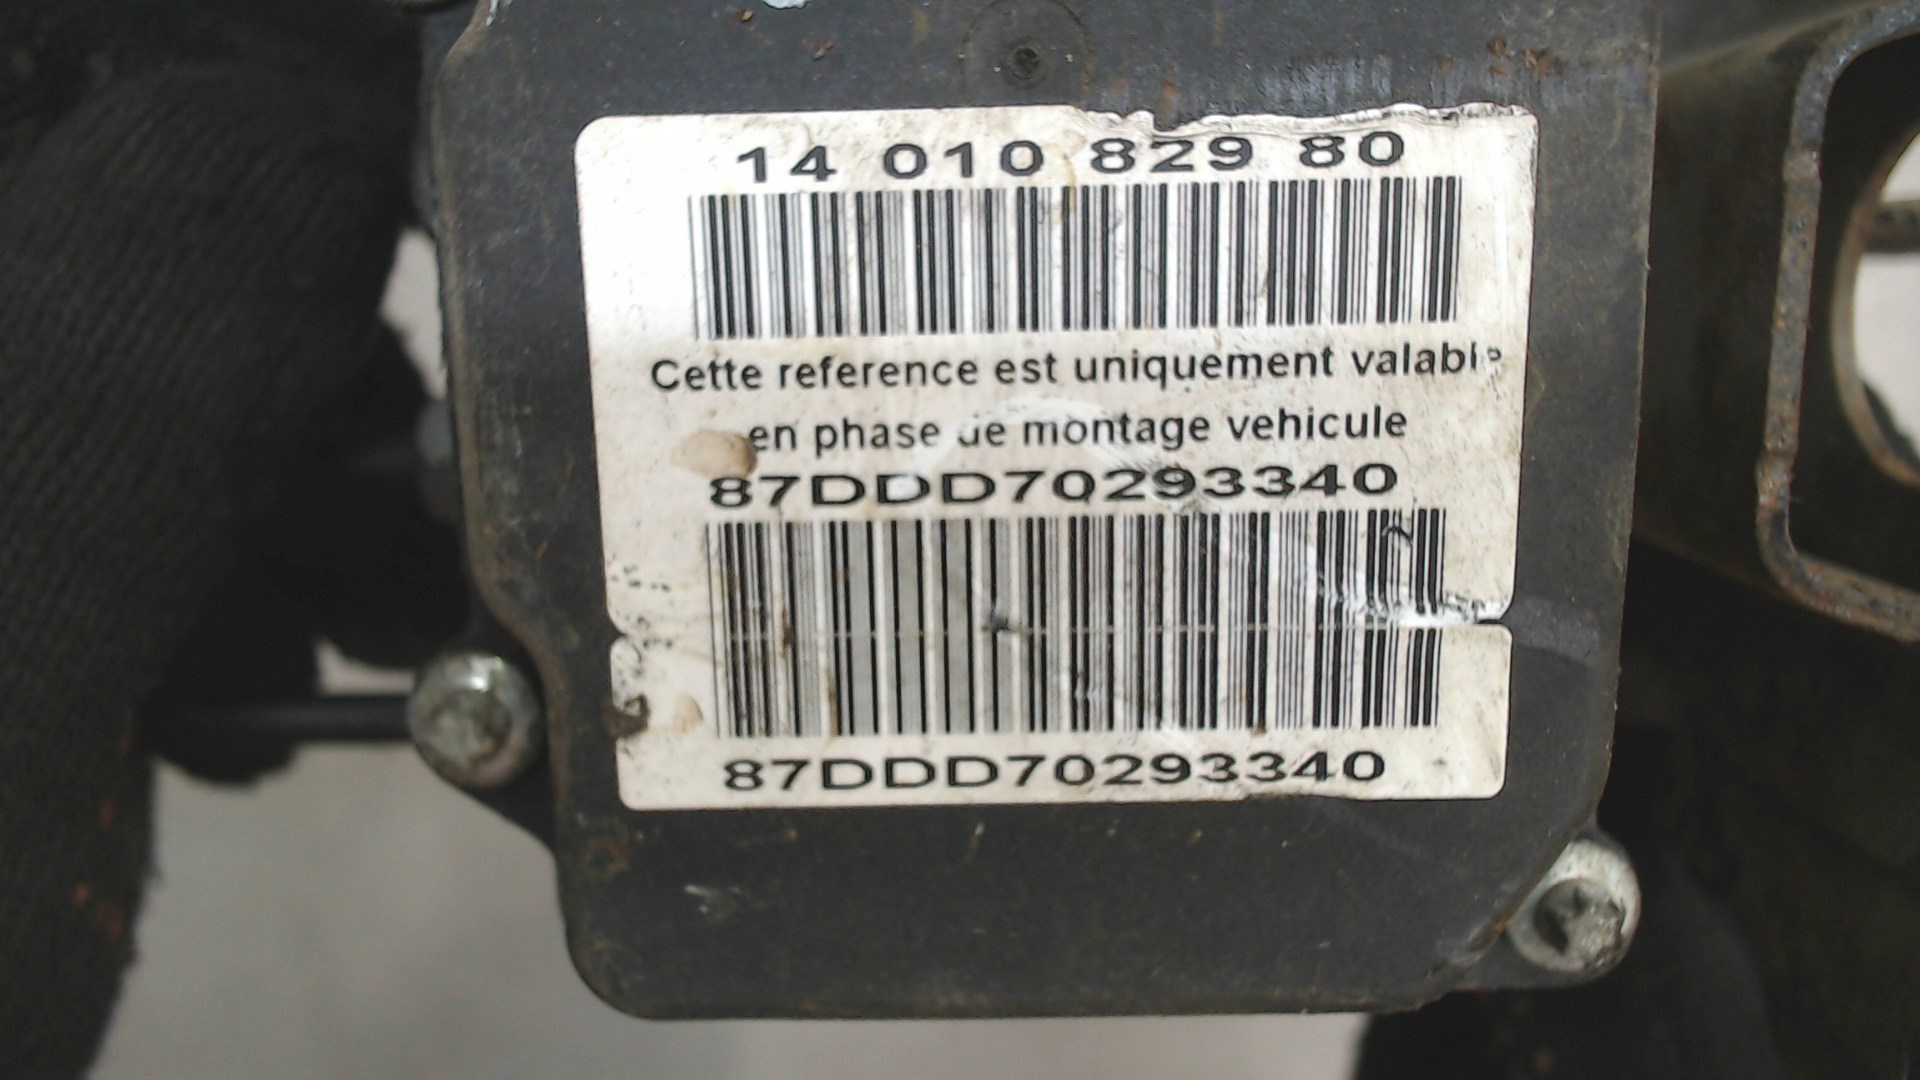 14 010 829 80
Cette reference est uniquement valable
en phase de montage vehicule
87DDD70293340
87DDD70293340